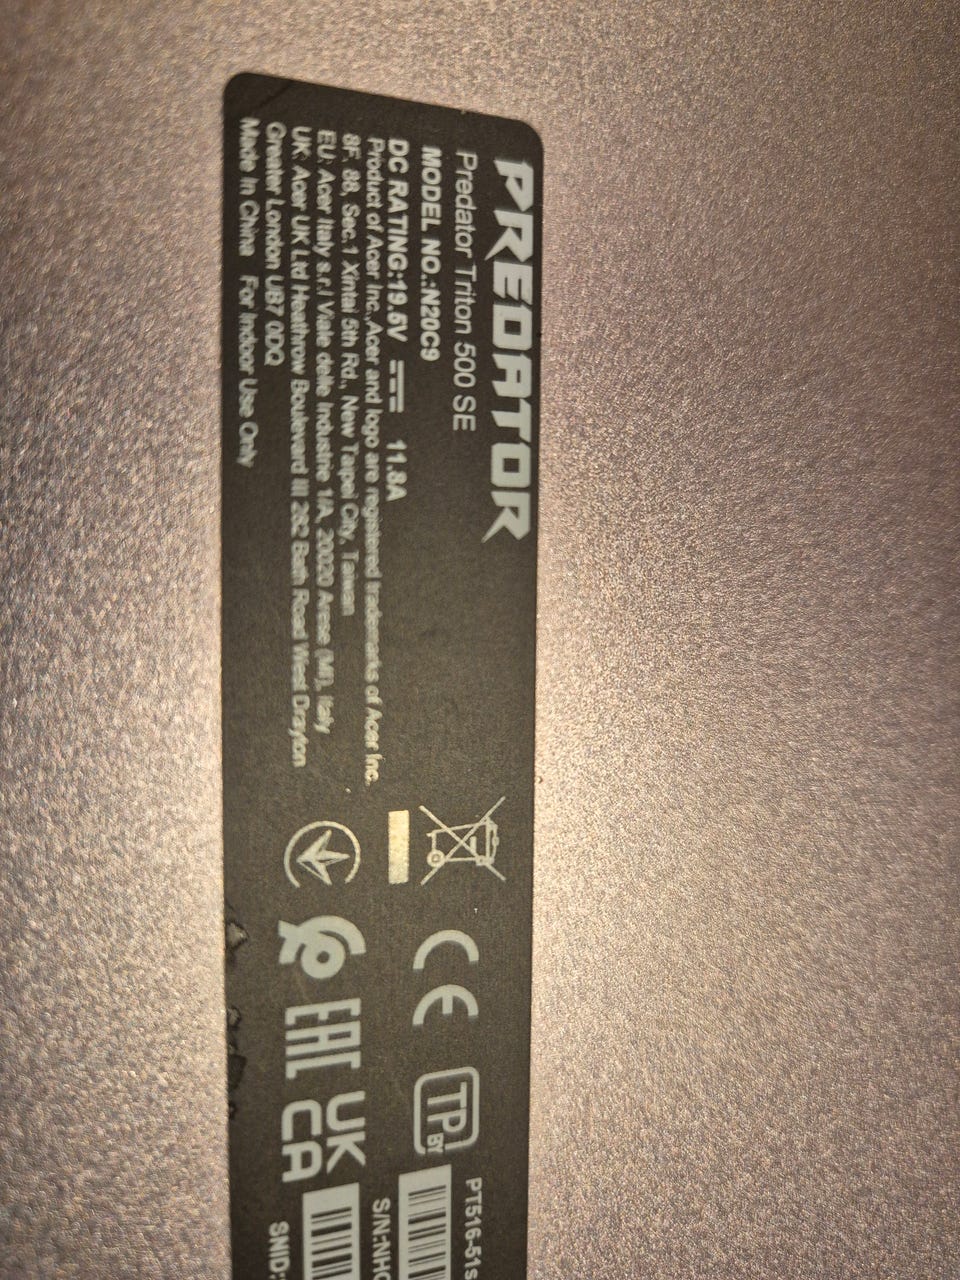 PREDATOR
Predator Triton 500 SE
MODEL NO.:N20C9
DC RATING:19.5V ⎓ 11.8A
Product of Acer Inc., Acer and logo are registered trademarks of Acer Inc.
8F, 88, Sec.1 Xintai 5th Rd., New Taipei City, Taiwan
EU: Acer Italy s.r.l Viale delle Industrie 1/A, 20020 Arese (MI), Italy
UK: Acer UK Ltd Heathrow Boulevard III 282 Bath Road West Drayton
Greater London UB7 0DQ
Made In China For Indoor Use Only
CE
TP BY
EAC
UK
CA
PT516-51s
S/N:NHQ
SNID: